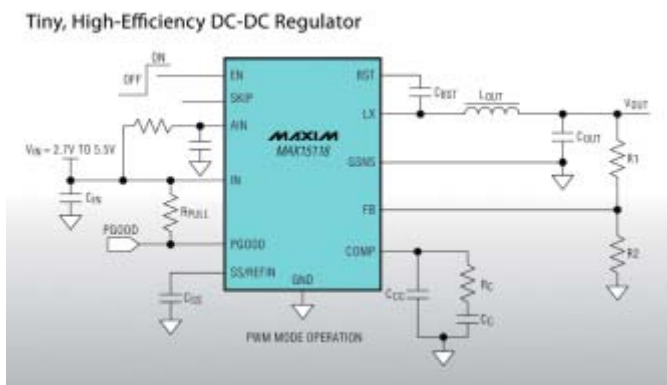 Tiny, High-Efficiency DC-DC Regulator
ON
OFF
EN
SKIP
AIN
VIN = 2.7V TO 5.5V
IN
CIN
RPULL
PGOOD
PGOOD
SS/REFIN
CSS
GND
MAXIM
MAX15118
BST
CBST
LX
LOUT
VOUT
COUT
GSNS
R1
FB
R2
COMP
CCC
RC
CC
PWM MODE OPERATION